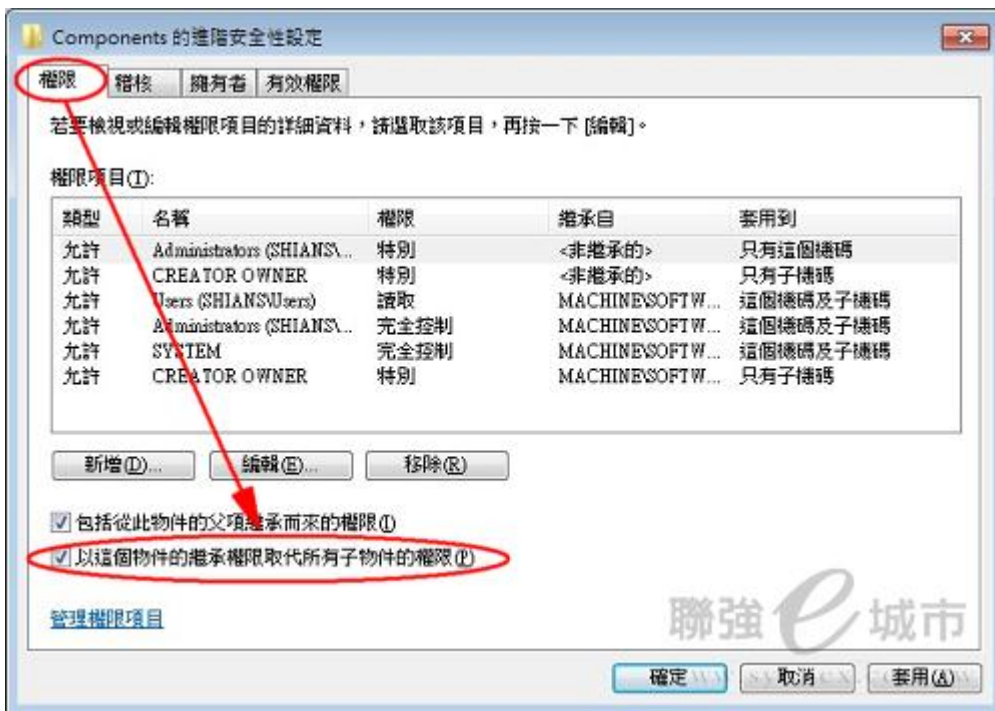 Components 的進階安全性設定
權限 稽核 擁有者 有效權限
若要檢視或編輯權限項目的詳細資料，請選取該項目，再按一下 [編輯]。
權限項目(T):
類型 名稱 權限 繼承自 套用到
允許 Administrators (SHIANS\... 特別 <非繼承的> 只有這個機碼
允許 CREATOR OWNER 特別 <非繼承的> 只有子機碼
允許 Users (SHIANS\Users) 讀取 MACHINE\SOFTW... 這個機碼及子機碼
允許 Administrators (SHIANS\... 完全控制 MACHINE\SOFTW... 這個機碼及子機碼
允許 SYSTEM 完全控制 MACHINE\SOFTW... 這個機碼及子機碼
允許 CREATOR OWNER 特別 MACHINE\SOFTW... 只有子機碼
新增(D)... 編輯(E)... 移除(R)
包括從此物件的父項繼承而來的權限(I)
以這個物件的繼承權限取代所有子物件的權限(P)
管理權限項目
聯強 e 城市
確定 取消 套用(A)